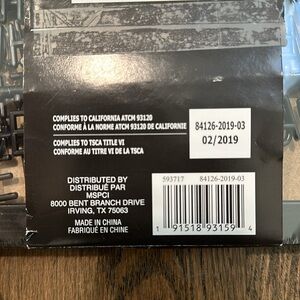 COMPLIES TO CALIFORNIA ATCM 93120
CONFORME À LA NORME ATCM 93120 DE CALIFORNIE
COMPLIES TO TSCA TITLE VI
CONFORME AU TITRE VI DE LA TSCA
84126-2019-03
02/2019
DISTRIBUTED BY
DISTRIBUÉ PAR
MSPCI
8000 BENT BRANCH DRIVE
IRVING, TX 75063
MADE IN CHINA
FABRIQUÉ EN CHINE
593717 84126-2019-03
1 91518 93159 4